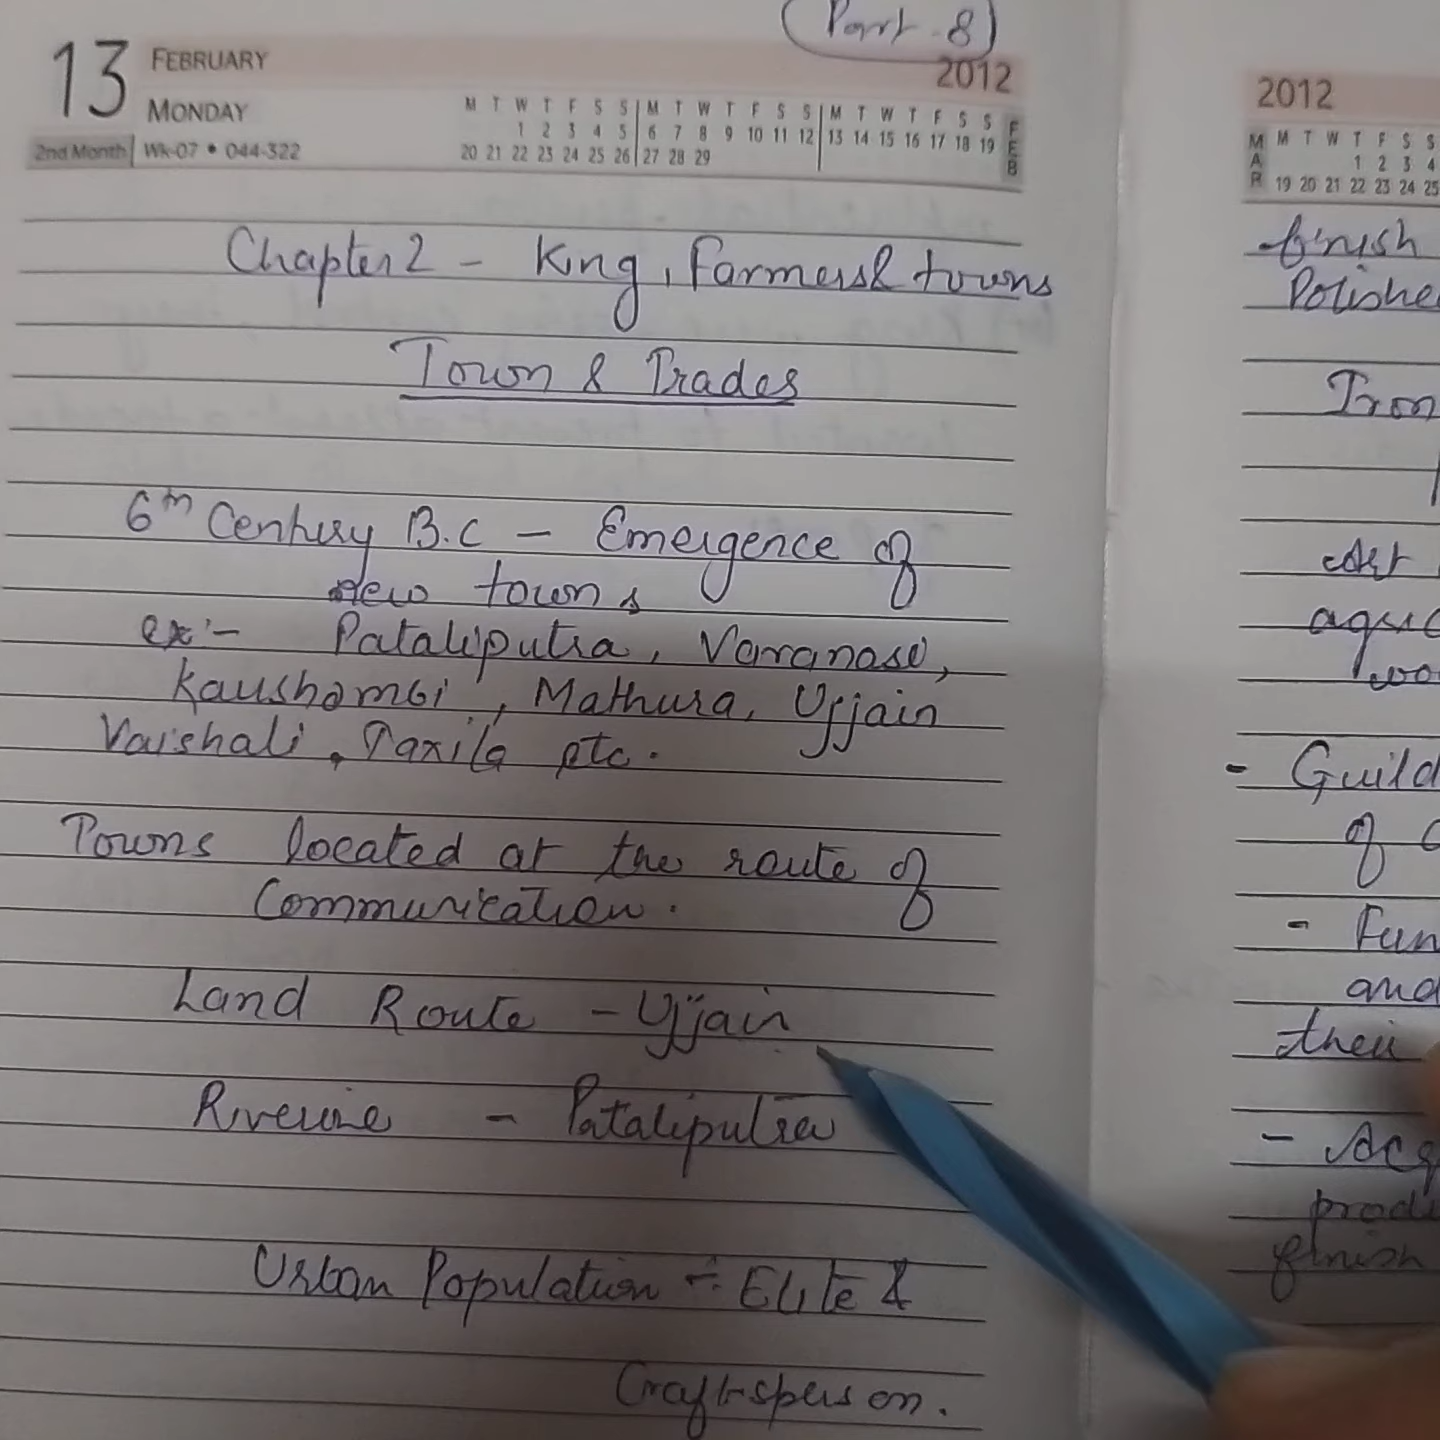 (Part-8)
13 FEBRUARY 2012
MONDAY
2nd Month Wk-07 • 044-322
M T W T F S S M T W T F S S M T W T F S S FEB
1 2 3 4 5 6 7 8 9 10 11 12 13 14 15 16 17 18 19
20 21 22 23 24 25 26 27 28 29
Chapter 2 - King, Farmers & towns
Town & Trades
6th Century B.C - Emergence of
new towns
ex:- Pataliputra, Varanasi,
Kaushambi, Mathura, Ujjain
Vaishali, Taxila etc.
Towns located at the route of
Communication.
Land Route - Ujjain
Riverine - Pataliputra
Urban Population ÷ Elite &
Craftsperson.
2012
MAR M T W T F S S
1 2 3 4
19 20 21 22 23 24 25
finish
Polishe
Iron
cast
agric
woo
- Guild
of c
- Fun
and
their
- Acq
produ
finish